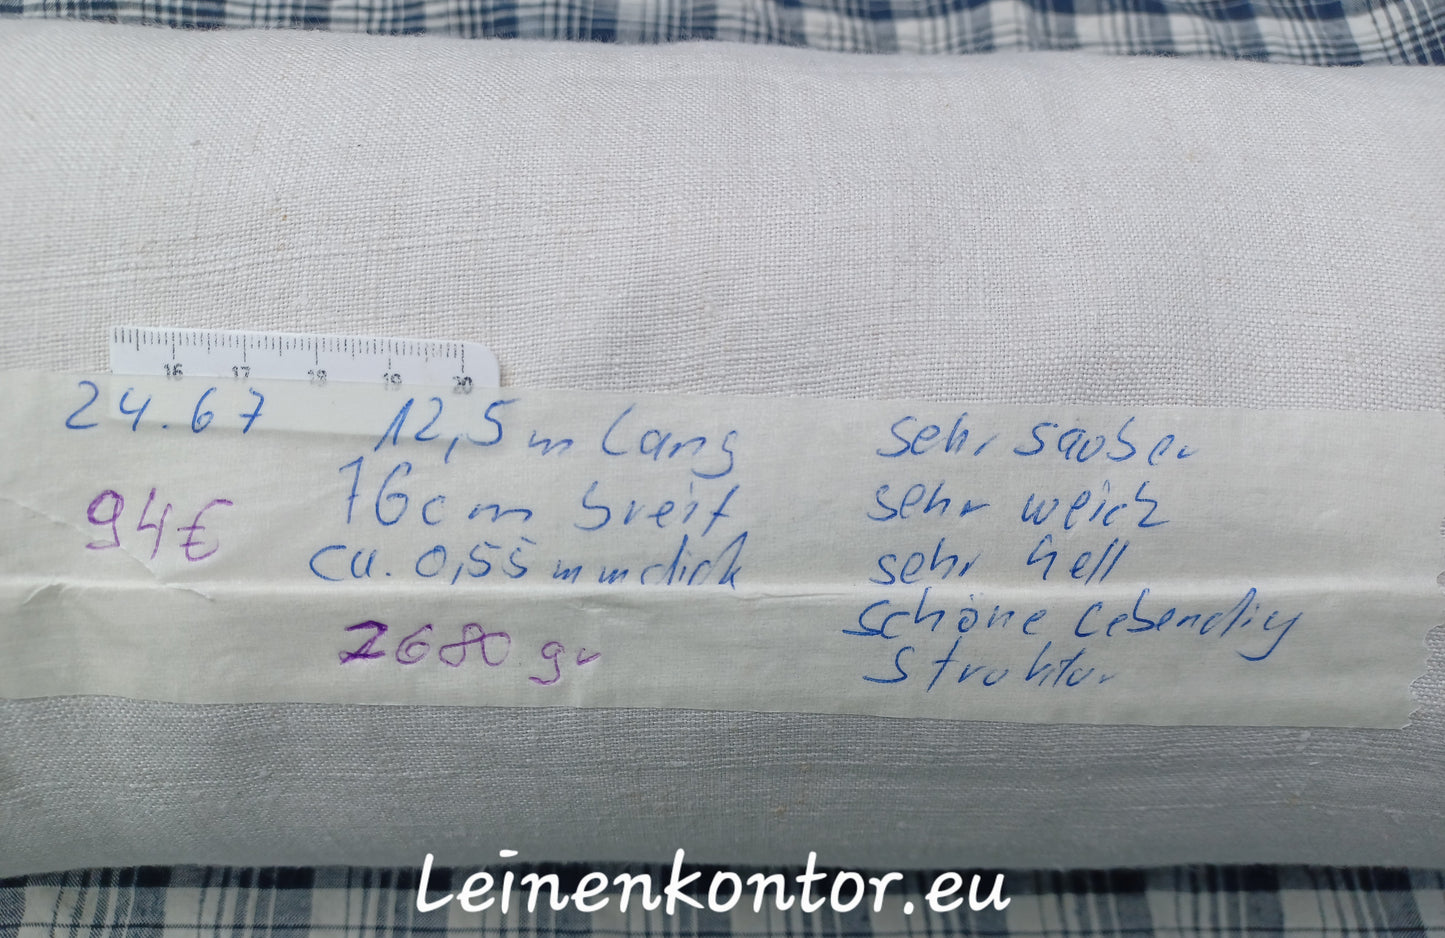 16 17 18 19 20
24.67
94€
12,5 m lang
76cm breit
ca. 0,55 mm dick
2680 gr
sehr sauber
sehr weich
sehr hell
schöne lebendig
Struktur
Leinenkontor.eu